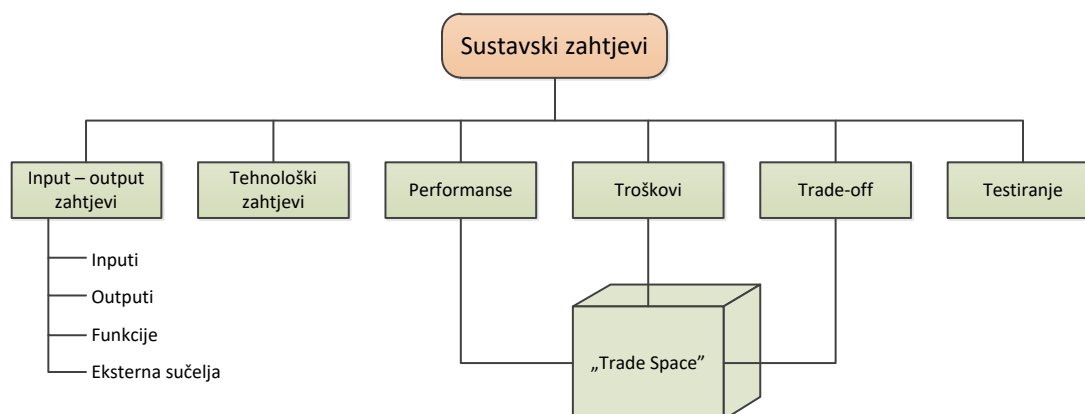 Sustavski zahtjevi
Input – output
zahtjevi
Tehnološki
zahtjevi
Performanse
Troškovi
Trade-off
Testiranje
Inputi
Outputi
Funkcije
Eksterna sučelja
„Trade Space”